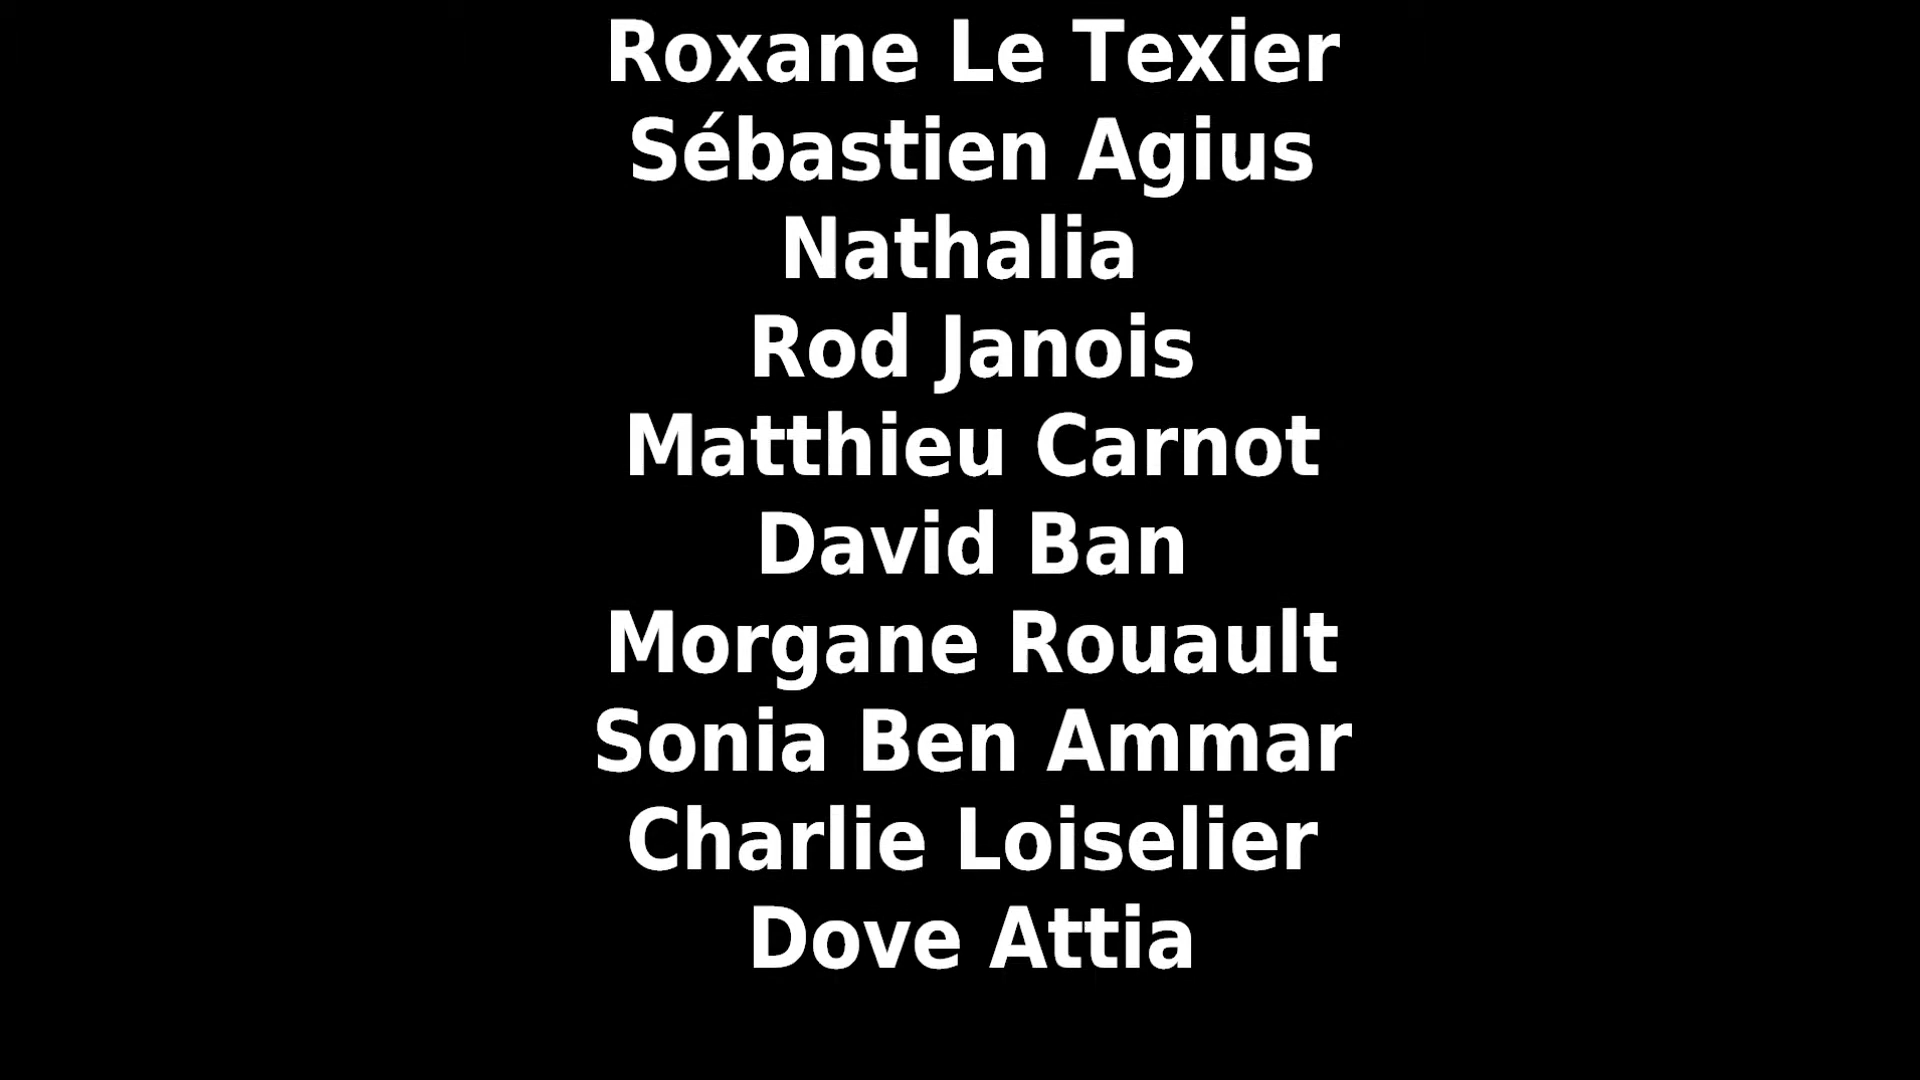 Roxane Le Texier
Sébastien Agius
Nathalia
Rod Janois
Matthieu Carnot
David Ban
Morgane Rouault
Sonia Ben Ammar
Charlie Loiselier
Dove Attia